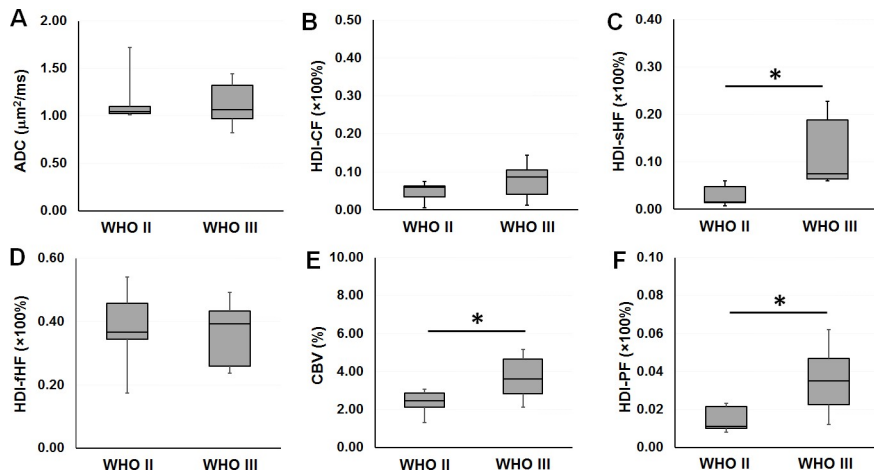 A
2.00
1.50
1.00
0.50
0.00
ADC (μm²/ms)
WHO II WHO III
B
0.50
0.40
0.30
0.20
0.10
0.00
HDI-CF (×100%)
WHO II WHO III
C
0.40
0.30
0.20
0.10
0.00
HDI-sHF (×100%)
*
WHO II WHO III
D
0.60
0.40
0.20
0.00
HDI-fHF (×100%)
WHO II WHO III
E
10.00
8.00
6.00
4.00
2.00
0.00
CBV (%)
*
WHO II WHO III
F
0.10
0.08
0.06
0.04
0.02
0.00
HDI-PF (×100%)
*
WHO II WHO III